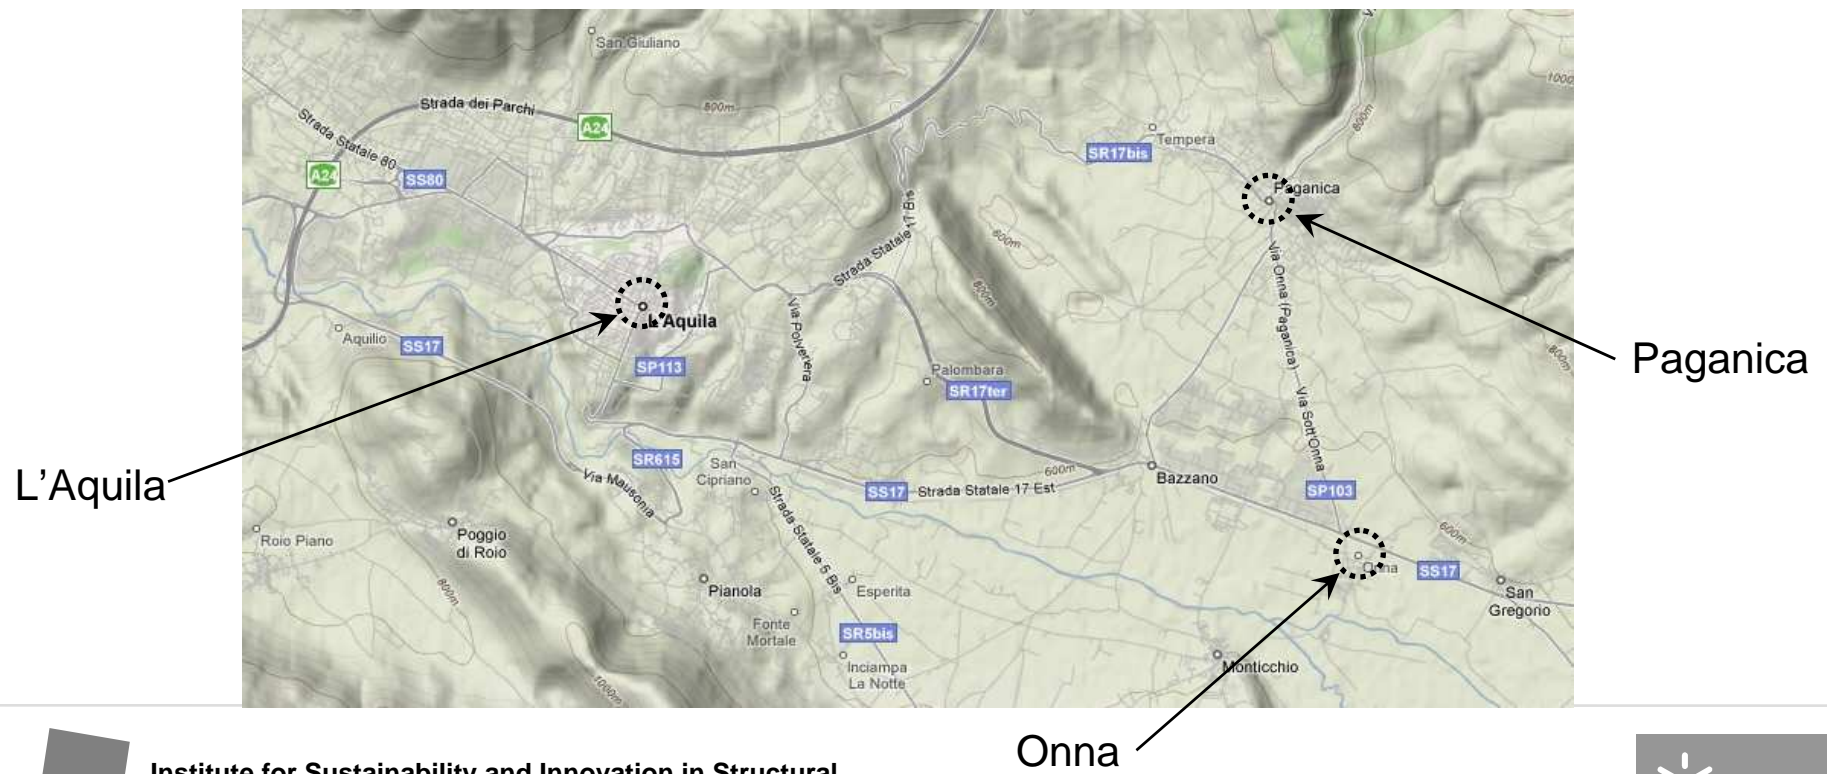 San Giuliano
Strada dei Parchi
800m
1000
Strada Statale 80
A24
A24
SS80
Tempera
SR17bis
800m
Paganica
Strada Statale 17 Bis
600m
800m
Via Onna (Paganica)
Via Sott'Onna
L'Aquila
Via Polveriera
Aquilio
SS17
SP113
800m
Paganica
Palombara
SR17ter
L'Aquila
SR615
San
Cipriano
600m
SS17
Strada Statale 17 Est
Bazzano
SP103
Via Mausonia
Strada Statale 5 Bis
Roio Piano
Poggio
di Roio
600m
Onna
SS17
San
Gregorio
800m
Pianola
Esperita
Fonte
Mortale
SR5bis
Inciampa
La Notte
Monticchio
1000m
Onna
Institute for Sustainability and Innovation in Structural